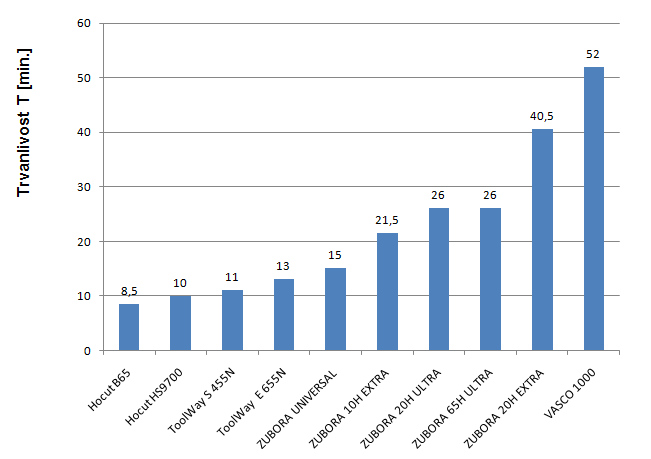 Trvanlivost T [min.]
60
50
40
30
20
10
0
8,5
10
11
13
15
21,5
26
26
40,5
52
Hocut B65
Hocut HS9700
ToolWay S 455N
ToolWay E 655N
ZUBORA UNIVERSAL
ZUBORA 10H EXTRA
ZUBORA 20H ULTRA
ZUBORA 65H ULTRA
ZUBORA 20H EXTRA
VASCO 1000